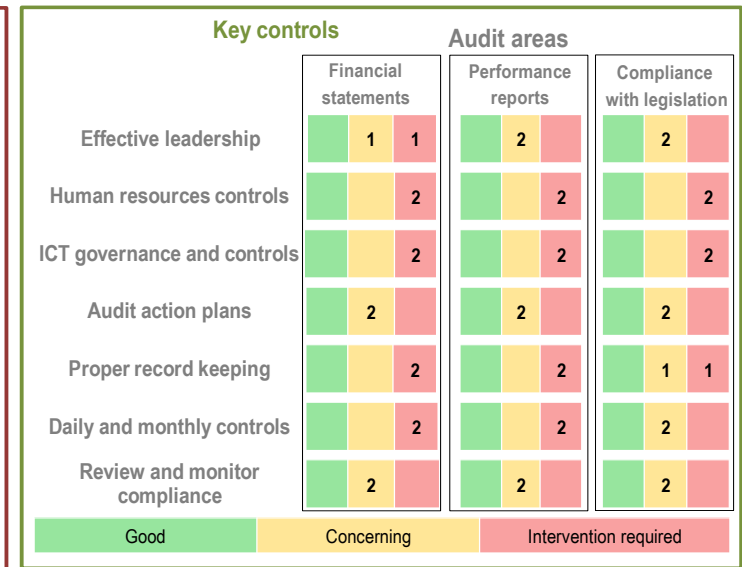 Key controls
Audit areas
Financial statements
Performance reports
Compliance with legislation
Effective leadership 1 1 2 2
Human resources controls 2 2 2
ICT governance and controls 2 2 2
Audit action plans 2 2 2
Proper record keeping 2 2 1 1
Daily and monthly controls 2 2 2
Review and monitor
compliance 2 2 2
Good Concerning Intervention required